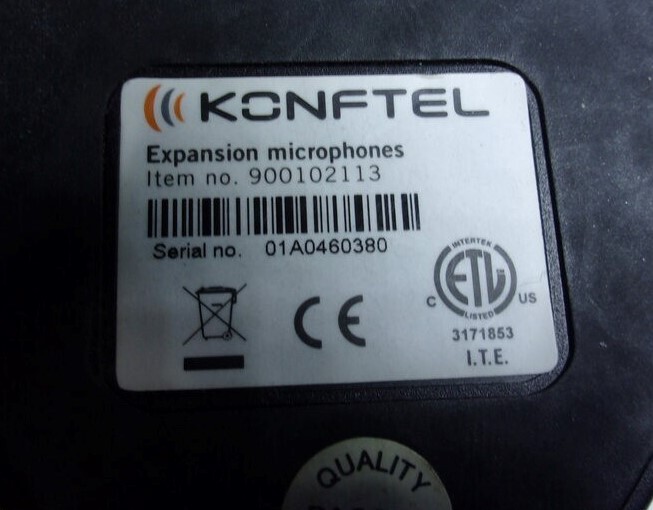 KONFTEL
Expansion microphones
Item no. 900102113
Serial no. 01A0460380
INTERTEK
ETL
C US
LISTED
3171853
I.T.E.
CE
QUALITY